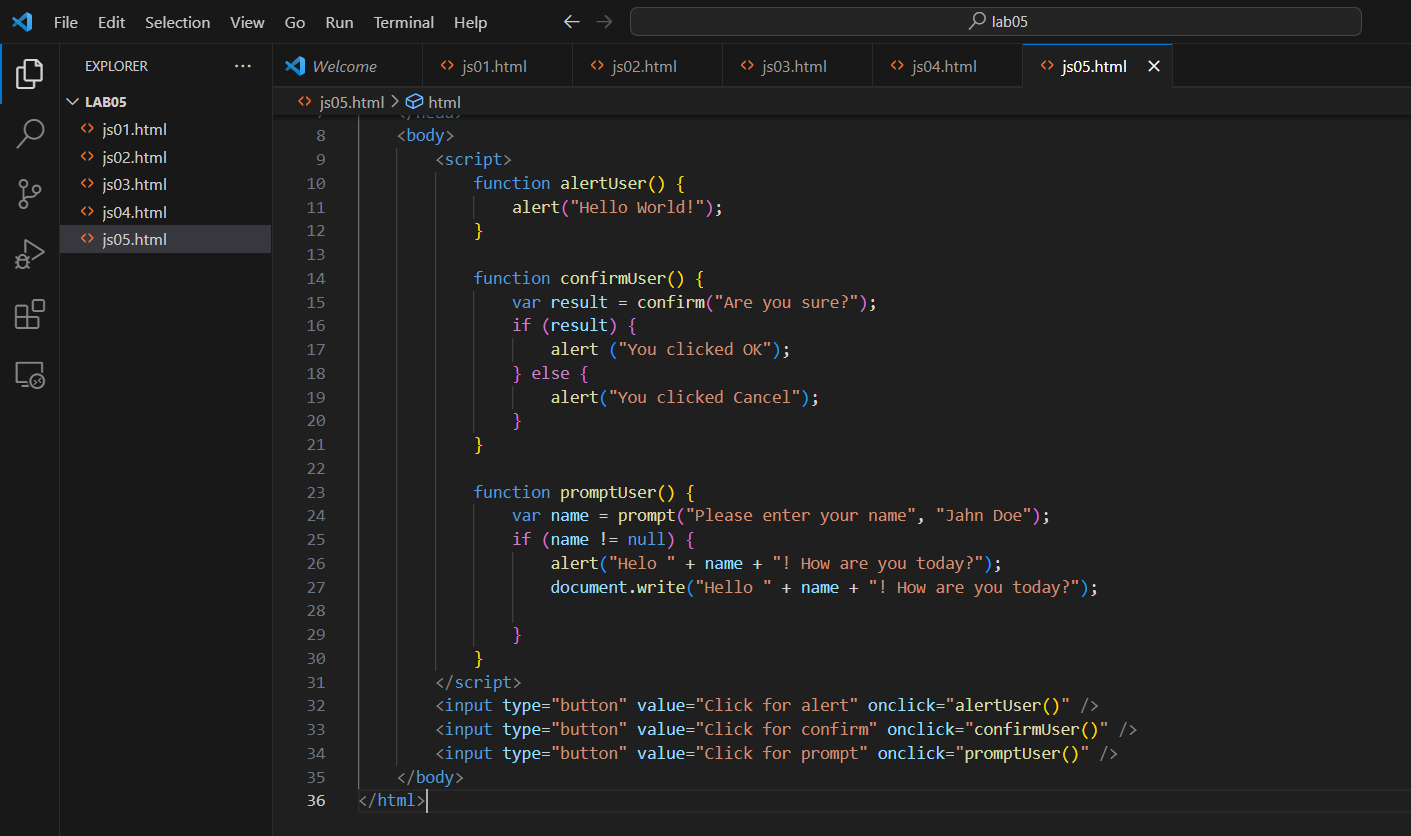 File Edit Selection View Go Run Terminal Help lab05
EXPLORER ...
Welcome js01.html js02.html js03.html js04.html js05.html
LAB05
js01.html
js02.html
js03.html
js04.html
js05.html
js05.html > html
7 </head>
8 <body>
9 <script>
10 function alertUser() {
11 alert("Hello World!");
12 }
13
14 function confirmUser() {
15 var result = confirm("Are you sure?");
16 if (result) {
17 alert ("You clicked OK");
18 } else {
19 alert("You clicked Cancel");
20 }
21 }
22
23 function promptUser() {
24 var name = prompt("Please enter your name", "Jahn Doe");
25 if (name != null) {
26 alert("Helo " + name + "! How are you today?");
27 document.write("Hello " + name + "! How are you today?");
28
29 }
30 }
31 </script>
32 <input type="button" value="Click for alert" onclick="alertUser()" />
33 <input type="button" value="Click for confirm" onclick="confirmUser()" />
34 <input type="button" value="Click for prompt" onclick="promptUser()" />
35 </body>
36 </html>